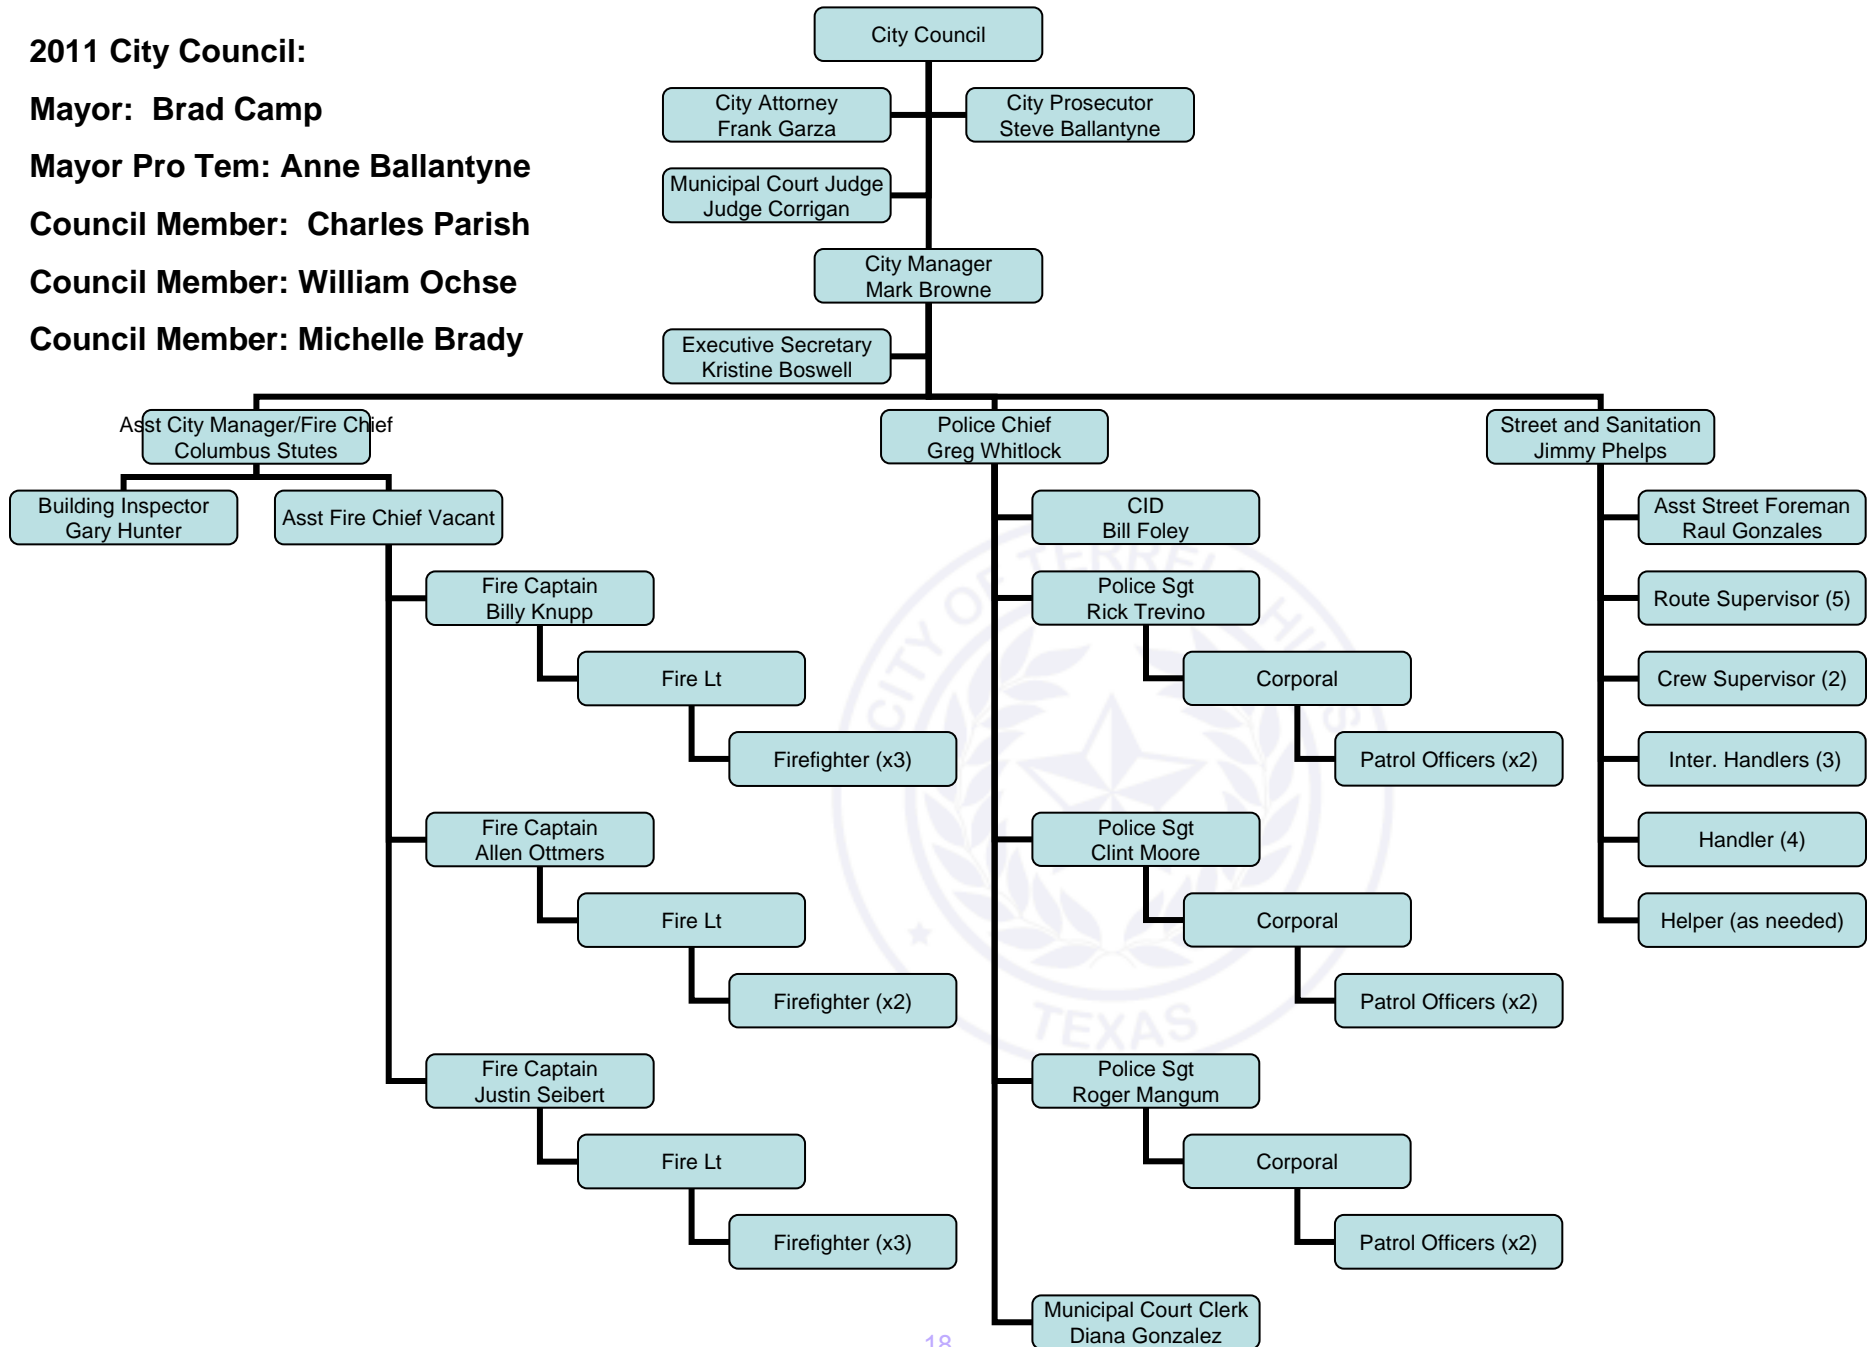 2011 City Council:
Mayor:  Brad Camp
Mayor Pro Tem: Anne Ballantyne
Council Member:  Charles Parish
Council Member: William Ochse
Council Member: Michelle Brady
City Council
City Attorney
Frank Garza
City Prosecutor
Steve Ballantyne
Municipal Court Judge
Judge Corrigan
City Manager
Mark Browne
Executive Secretary
Kristine Boswell
Asst City Manager/Fire Chief
Columbus Stutes
Building Inspector
Gary Hunter
Asst Fire Chief Vacant
Fire Captain
Billy Knupp
Fire Lt
Firefighter (x3)
Fire Captain
Allen Ottmers
Fire Lt
Firefighter (x2)
Fire Captain
Justin Seibert
Fire Lt
Firefighter (x3)
Police Chief
Greg Whitlock
CID
Bill Foley
Police Sgt
Rick Trevino
Corporal
Patrol Officers (x2)
Police Sgt
Clint Moore
Corporal
Patrol Officers (x2)
Police Sgt
Roger Mangum
Corporal
Patrol Officers (x2)
Municipal Court Clerk
Diana Gonzalez
Street and Sanitation
Jimmy Phelps
Asst Street Foreman
Raul Gonzales
Route Supervisor (5)
Crew Supervisor (2)
Inter. Handlers (3)
Handler (4)
Helper (as needed)
CITY OF TERRELL HILLS
TEXAS
18